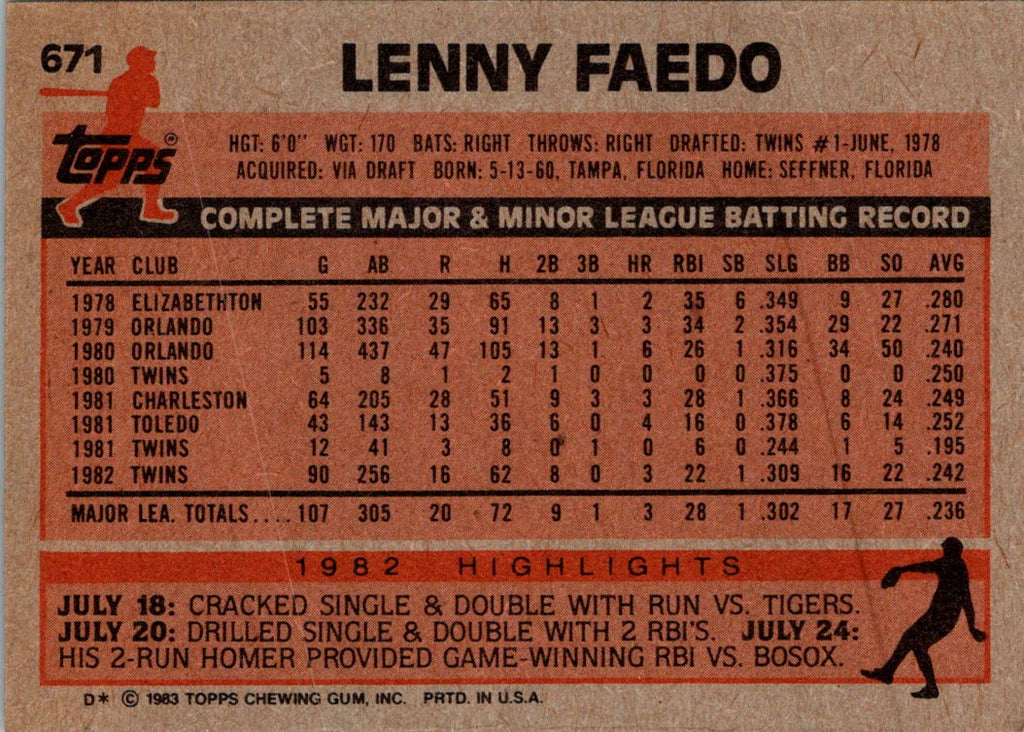 671
LENNY FAEDO
Topps®
HGT: 6'0" WGT: 170 BATS: RIGHT THROWS: RIGHT DRAFTED: TWINS #1-JUNE, 1978
ACQUIRED: VIA DRAFT BORN: 5-13-60, TAMPA, FLORIDA HOME: SEFFNER, FLORIDA
COMPLETE MAJOR & MINOR LEAGUE BATTING RECORD
YEAR CLUB G AB R H 2B 3B HR RBI SB SLG BB SO AVG
1978 ELIZABETHTON 55 232 29 65 8 1 2 35 6 .349 9 27 .280
1979 ORLANDO 103 336 35 91 13 3 3 34 2 .354 29 22 .271
1980 ORLANDO 114 437 47 105 13 1 6 26 1 .316 34 50 .240
1980 TWINS 5 8 1 2 1 0 0 0 0 .375 0 0 .250
1981 CHARLESTON 64 205 28 51 9 3 3 28 1 .366 8 24 .249
1981 TOLEDO 43 143 13 36 6 0 4 16 0 .378 6 14 .252
1981 TWINS 12 41 3 8 0 1 0 6 0 .244 1 5 .195
1982 TWINS 90 256 16 62 8 0 3 22 1 .309 16 22 .242
MAJOR LEA. TOTALS.... 107 305 20 72 9 1 3 28 1 .302 17 27 .236
1982 HIGHLIGHTS
JULY 18: CRACKED SINGLE & DOUBLE WITH RUN VS. TIGERS.
JULY 20: DRILLED SINGLE & DOUBLE WITH 2 RBI'S. JULY 24:
HIS 2-RUN HOMER PROVIDED GAME-WINNING RBI VS. BOSOX.
D* © 1983 TOPPS CHEWING GUM, INC. PRTD. IN U.S.A.